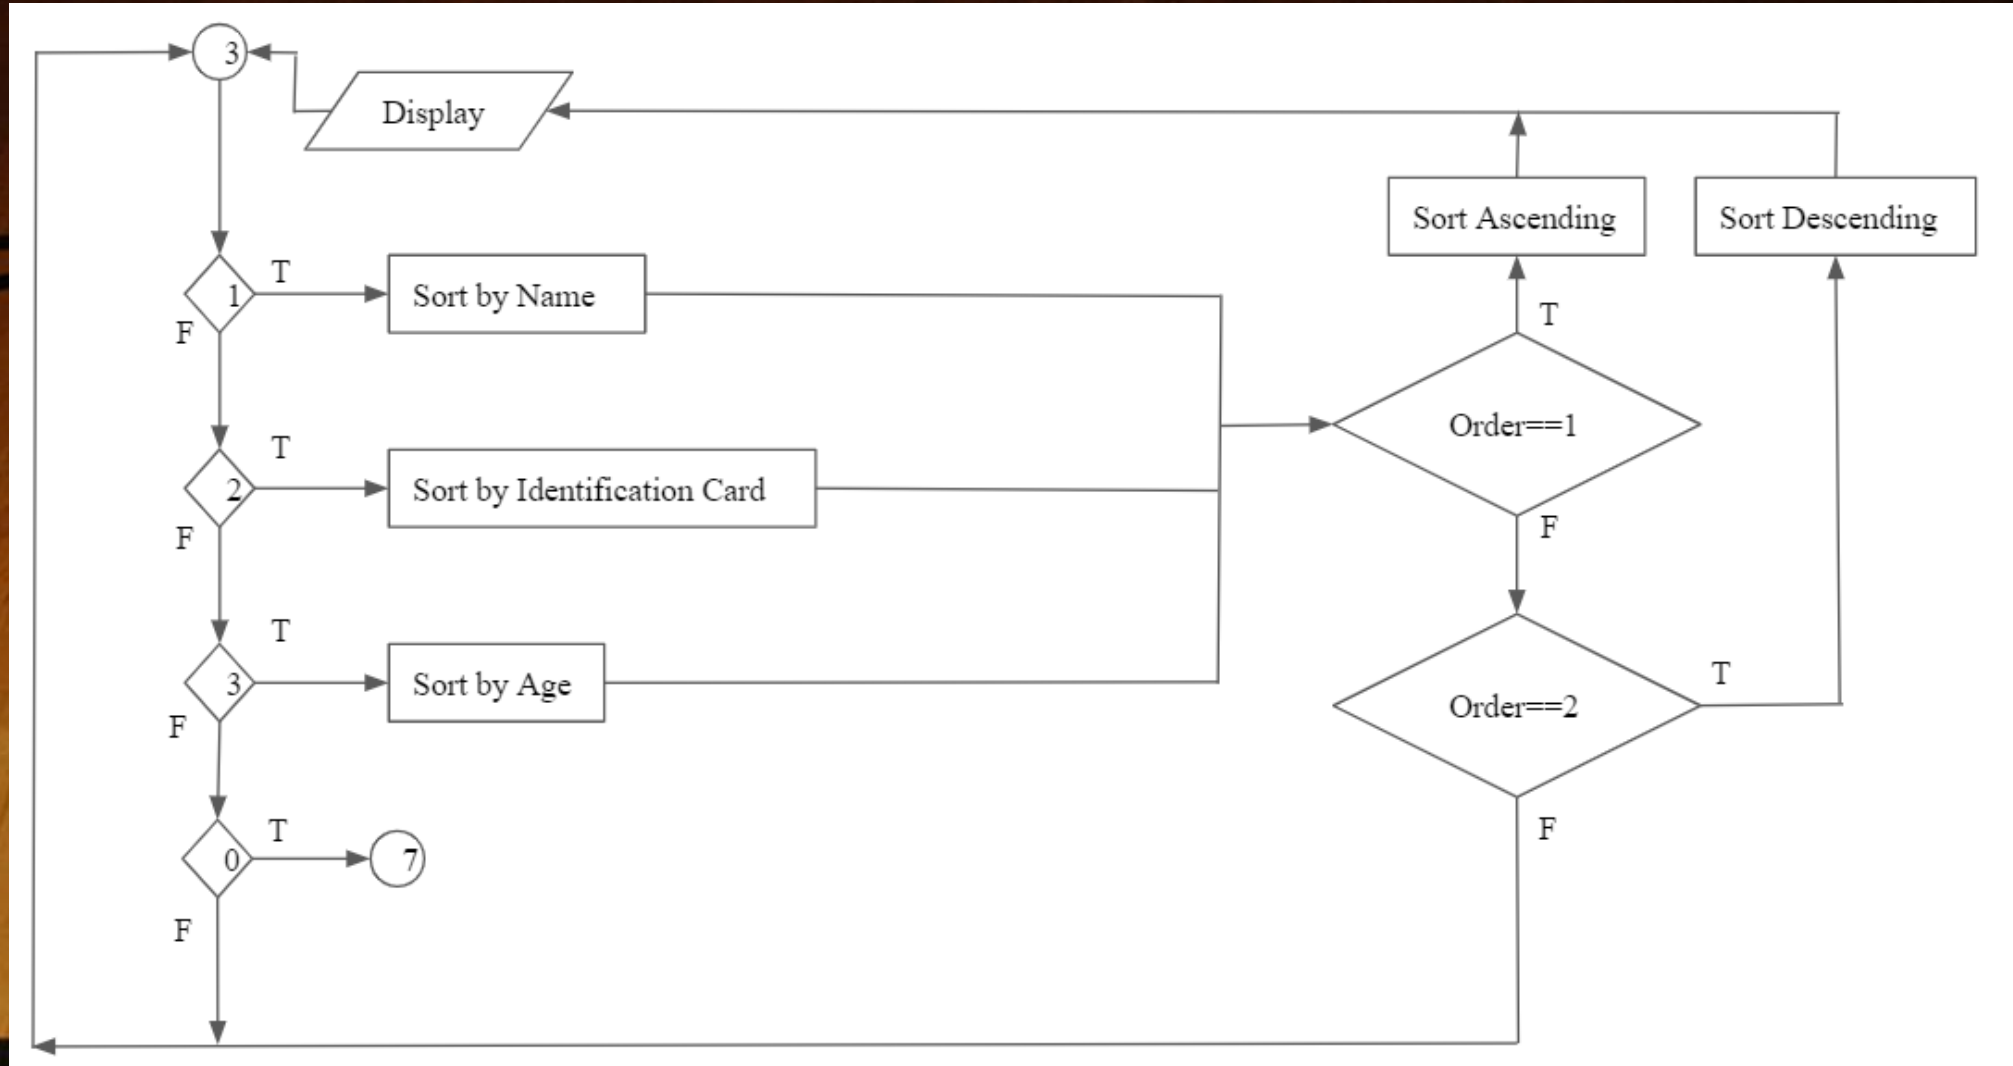 3
Display
Sort Ascending
Sort Descending
1
T
Sort by Name
F
T
Order==1
2
T
Sort by Identification Card
F
F
3
T
Sort by Age
F
Order==2
T
0
T
7
F
F